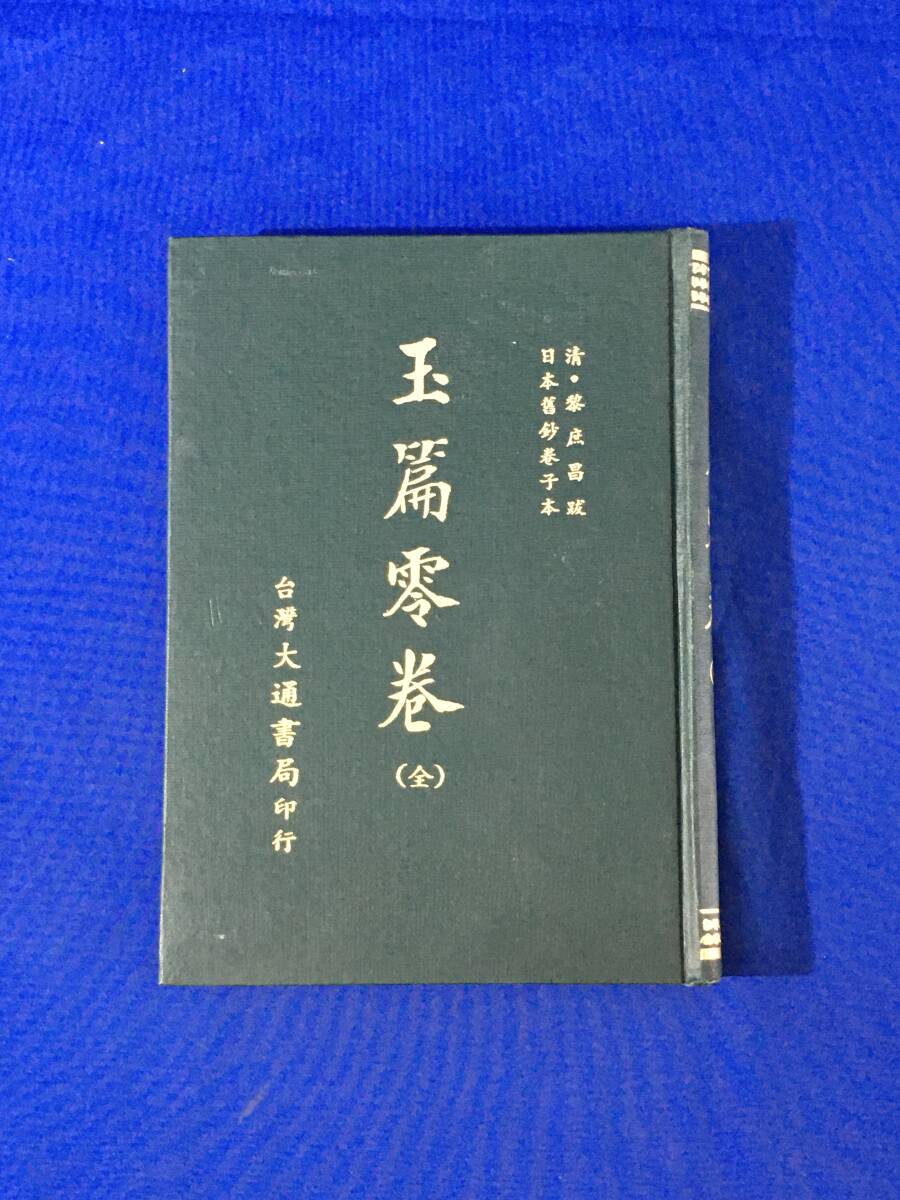 清・黎庶昌跋
日本舊鈔卷子本
玉篇零卷(全)
台灣大通書局印行